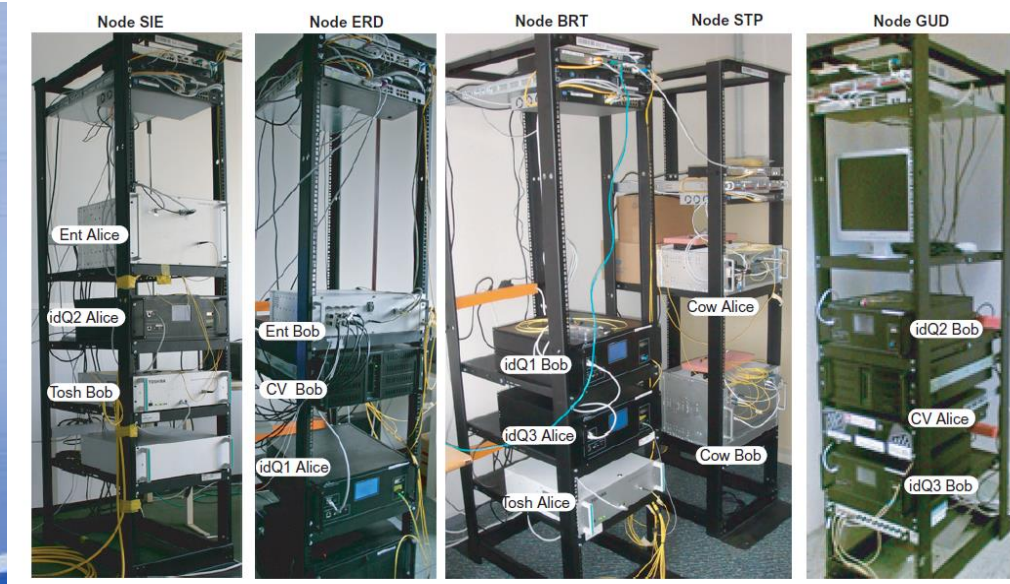 Node SIE
Node ERD
Node BRT
Node STP
Node GUD
Ent Alice
idQ2 Alice
Tosh Bob
Ent Bob
CV Bob
idQ1 Alice
idQ1 Bob
idQ3 Alice
Tosh Alice
Cow Alice
Cow Bob
idQ2 Bob
CV Alice
idQ3 Bob
TOSHIBA